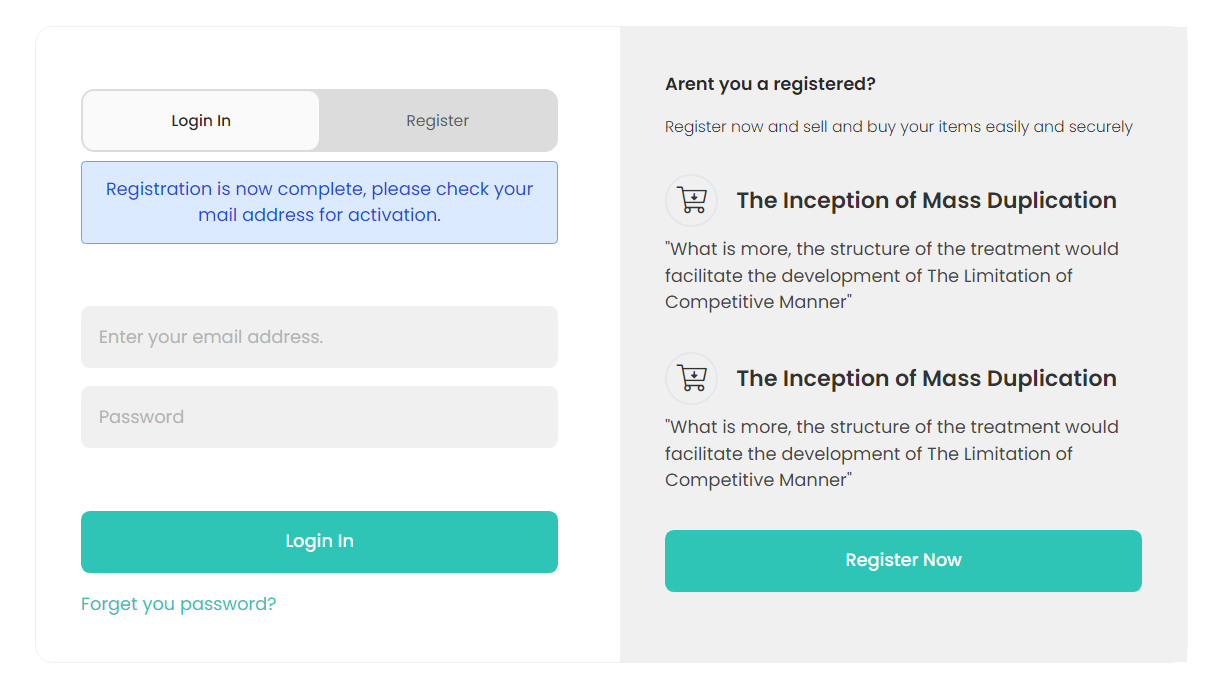 Login In
Register
Registration is now complete, please check your
mail address for activation.
Enter your email address.
Password
Login In
Forget you password?
Arent you a registered?
Register now and sell and buy your items easily and securely
The Inception of Mass Duplication
"What is more, the structure of the treatment would
facilitate the development of The Limitation of
Competitive Manner"
The Inception of Mass Duplication
"What is more, the structure of the treatment would
facilitate the development of The Limitation of
Competitive Manner"
Register Now